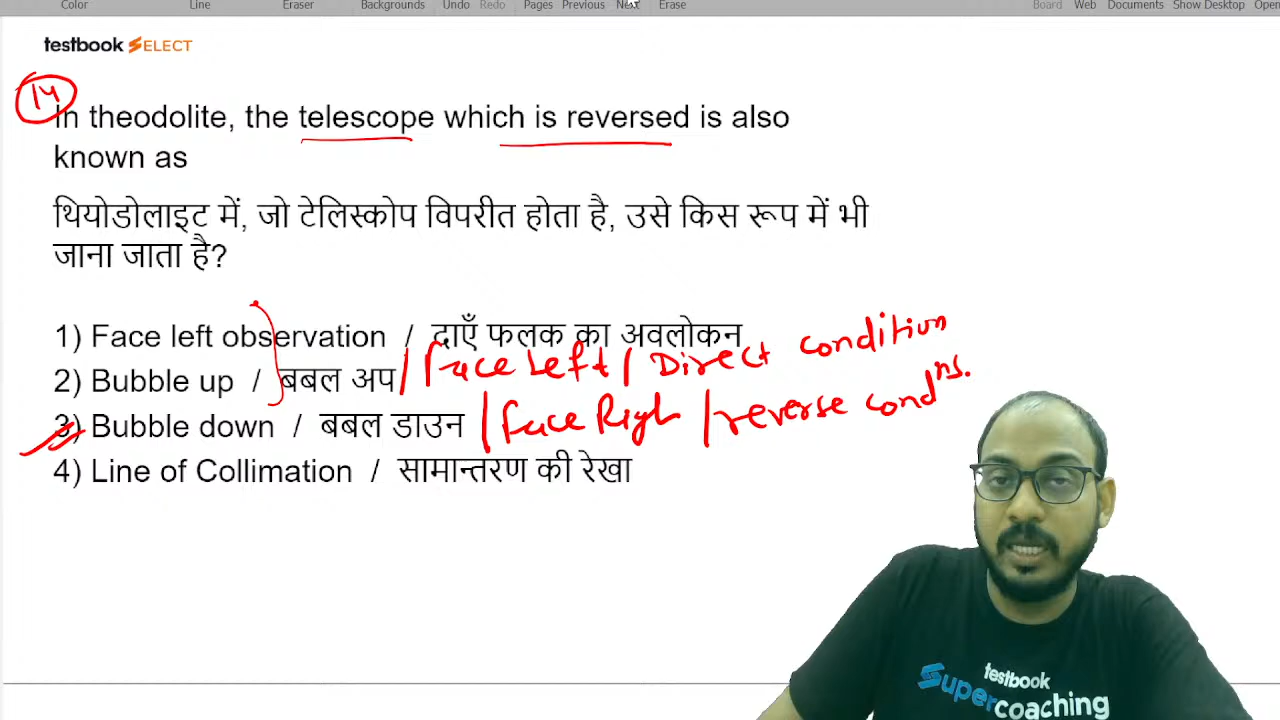 Color Line Eraser Backgrounds Undo Redo Pages Previous Next Erase Board Web Documents Show Desktop Open
testbook SELECT
14
In theodolite, the telescope which is reversed is also
known as
थियोडोलाइट में, जो टेलिस्कोप विपरीत होता है, उसे किस रूप में भी
जाना जाता है?
1) Face left observation / दाएँ फलक का अवलोकन
2) Bubble up / बबल अप / Face Left / Direct condition
3) Bubble down / बबल डाउन / Face Righ / reverse condns.
4) Line of Collimation / सामान्तरण की रेखा
testbook
Supercoaching